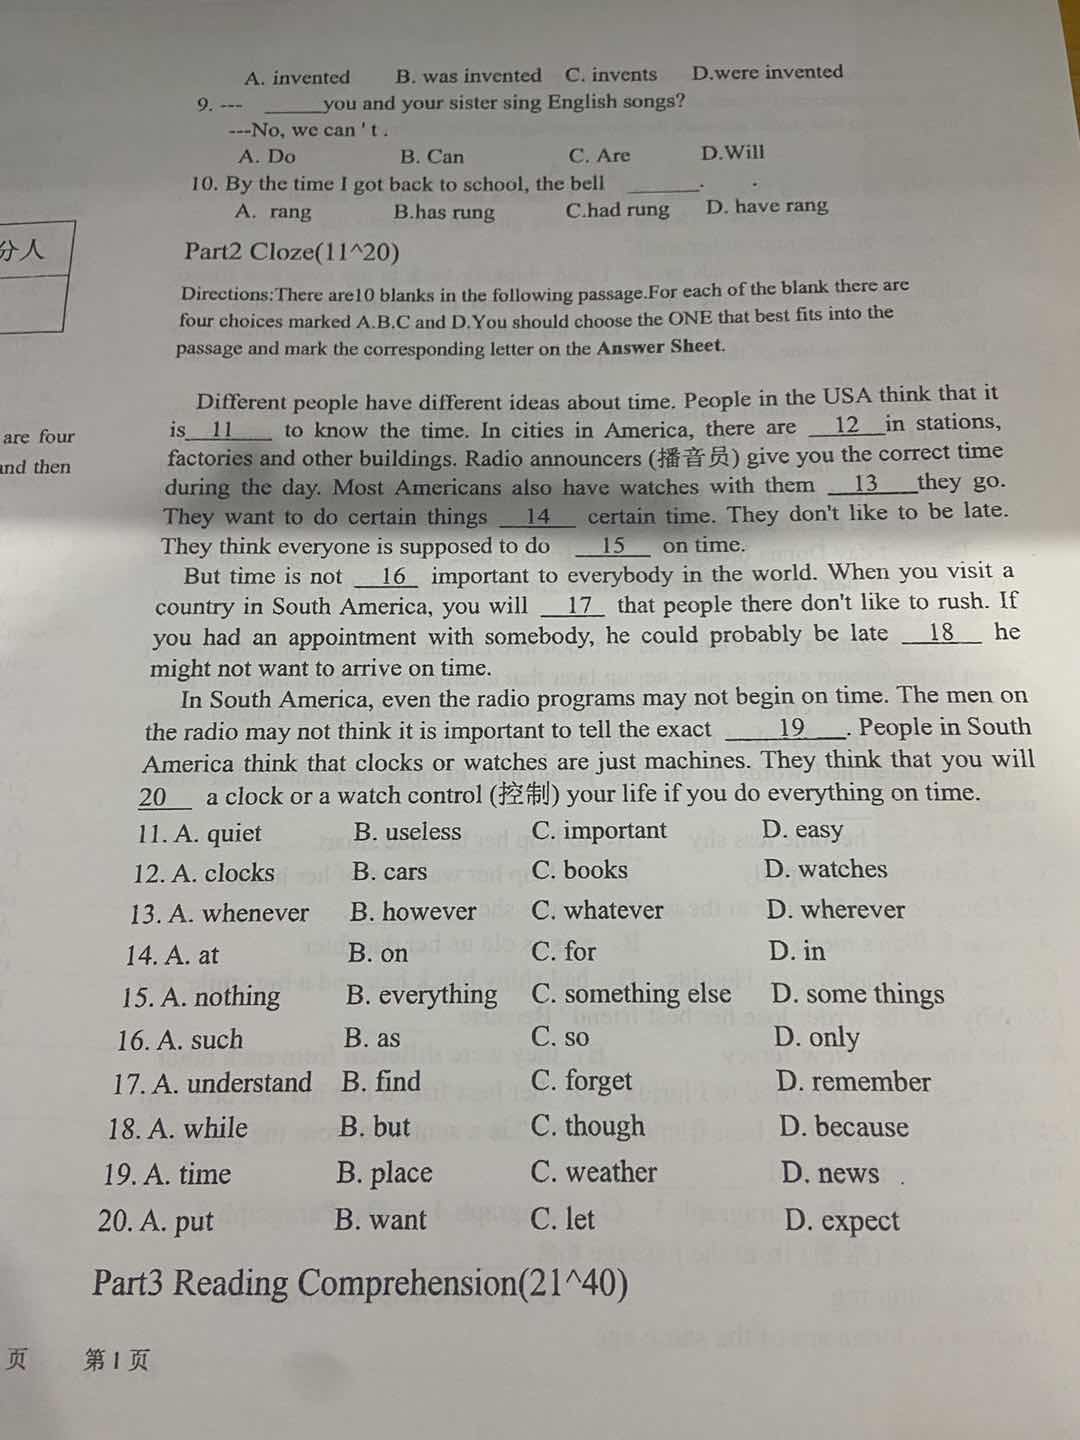 A. invented B. was invented C. invents D.were invented
9. --- _____you and your sister sing English songs?
---No, we can ' t .
A. Do B. Can C. Are D.Will
10. By the time I got back to school, the bell _______.
A. rang B.has rung C.had rung D. have rang
分人
Part2 Cloze(11^20)
Directions:There are10 blanks in the following passage.For each of the blank there are
four choices marked A.B.C and D.You should choose the ONE that best fits into the
passage and mark the corresponding letter on the Answer Sheet.
are four
and then
Different people have different ideas about time. People in the USA think that it
is 11 to know the time. In cities in America, there are 12 in stations,
factories and other buildings. Radio announcers (播音员) give you the correct time
during the day. Most Americans also have watches with them 13 they go.
They want to do certain things 14 certain time. They don't like to be late.
They think everyone is supposed to do 15 on time.
But time is not 16 important to everybody in the world. When you visit a
country in South America, you will 17 that people there don't like to rush. If
you had an appointment with somebody, he could probably be late 18 he
might not want to arrive on time.
In South America, even the radio programs may not begin on time. The men on
the radio may not think it is important to tell the exact 19 . People in South
America think that clocks or watches are just machines. They think that you will
20 a clock or a watch control (控制) your life if you do everything on time.
11. A. quiet B. useless C. important D. easy
12. A. clocks B. cars C. books D. watches
13. A. whenever B. however C. whatever D. wherever
14. A. at B. on C. for D. in
15. A. nothing B. everything C. something else D. some things
16. A. such B. as C. so D. only
17. A. understand B. find C. forget D. remember
18. A. while B. but C. though D. because
19. A. time B. place C. weather D. news .
20. A. put B. want C. let D. expect
Part3 Reading Comprehension(21^40)
页 第 1 页